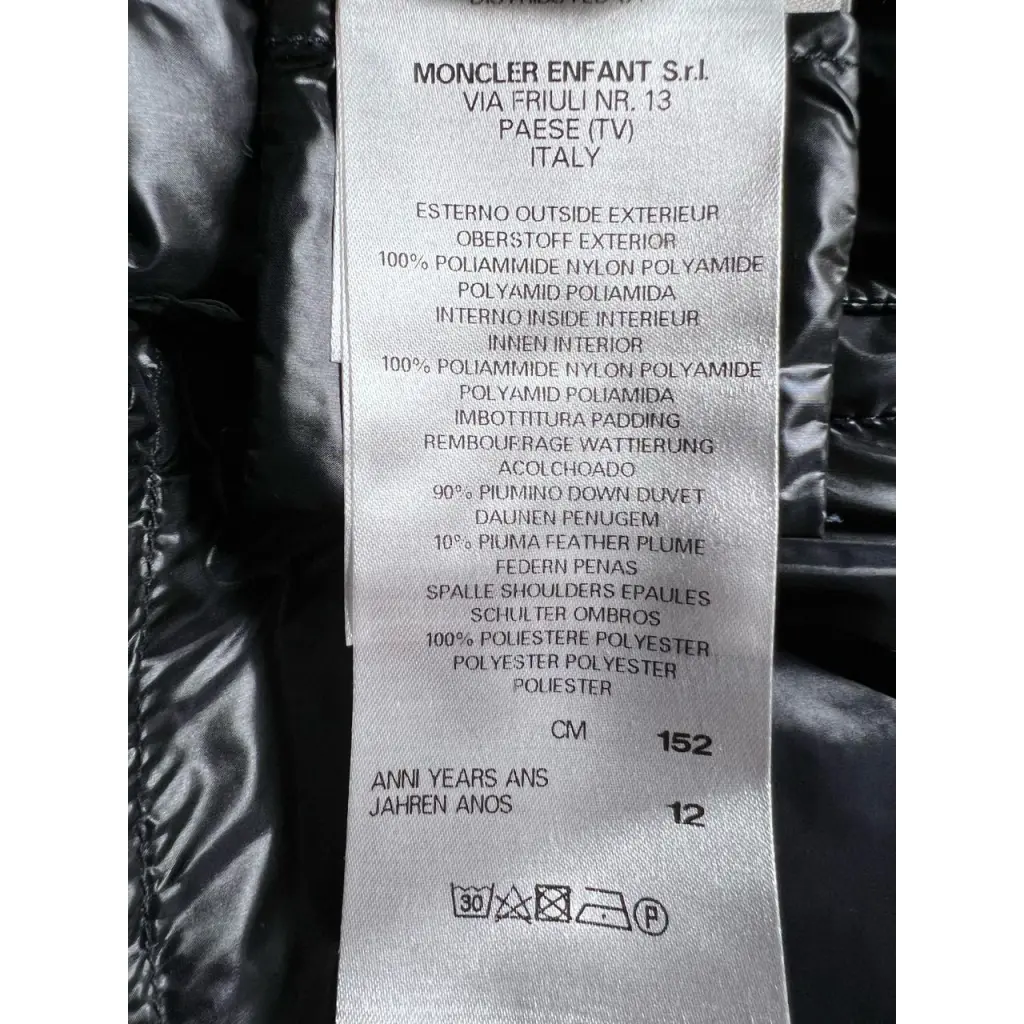 MONCLER ENFANT S.r.l.
VIA FRIULI NR. 13
PAESE (TV)
ITALY
ESTERNO OUTSIDE EXTERIEUR
OBERSTOFF EXTERIOR
100% POLIAMMIDE NYLON POLYAMIDE
POLYAMID POLIAMIDA
INTERNO INSIDE INTERIEUR
INNEN INTERIOR
100% POLIAMMIDE NYLON POLYAMIDE
POLYAMID POLIAMIDA
IMBOTTITURA PADDING
REMBOURRAGE WATTIERUNG
ACOLCHOADO
90% PIUMINO DOWN DUVET
DAUNEN PENUGEM
10% PIUMA FEATHER PLUME
FEDERN PENAS
SPALLE SHOULDERS EPAULES
SCHULTER OMBROS
100% POLIESTERE POLYESTER
POLYESTER POLYESTER
POLIESTER
CM 152
ANNI YEARS ANS
JAHREN ANOS 12
30 P